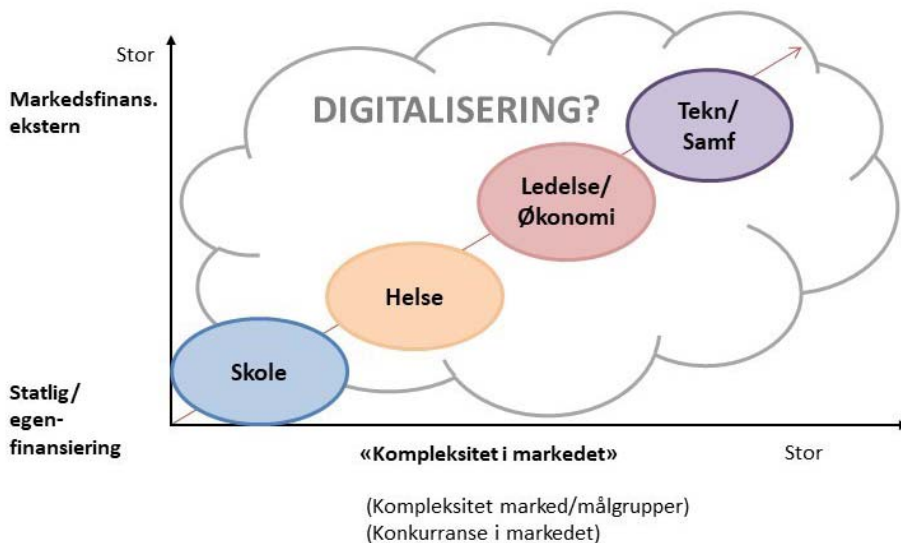 Stor
Markedsfinans.
ekstern
DIGITALISERING?
Tekn/
Samf
Ledelse/
Økonomi
Helse
Skole
Statlig/
egen-
finansiering
«Kompleksitet i markedet»
Stor
(Kompleksitet marked/målgrupper)
(Konkurranse i markedet)